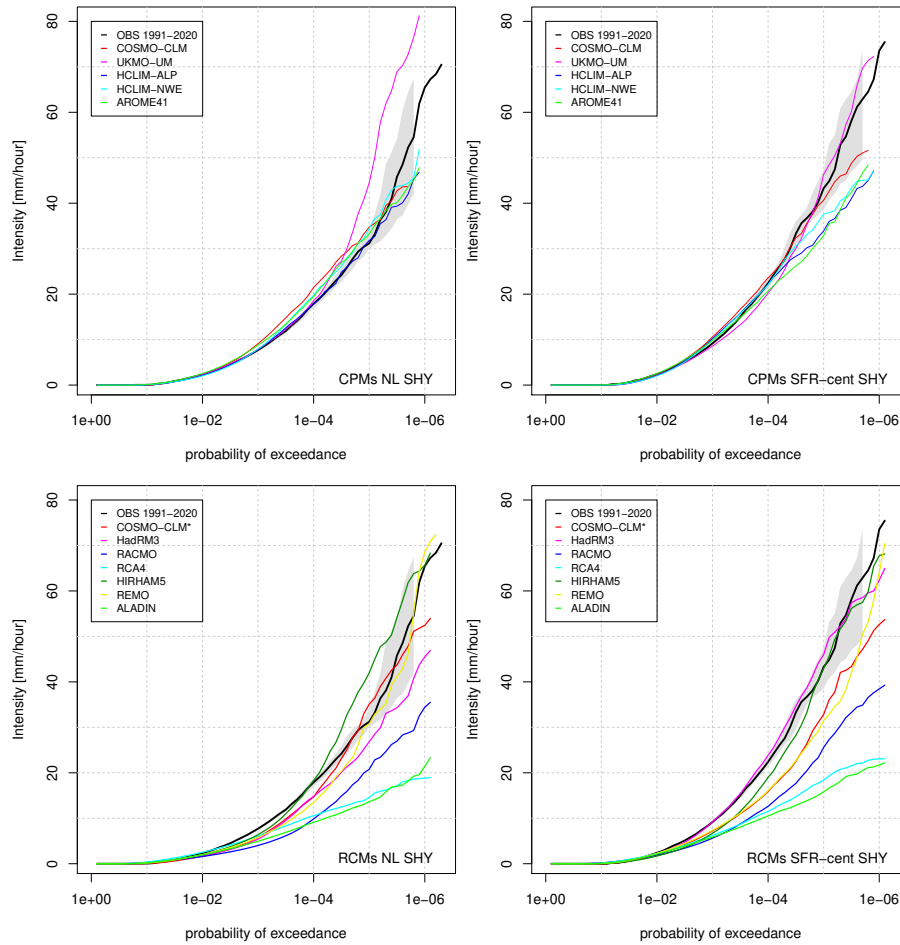 80
60
40
20
0
Intensity [mm/hour]
OBS 1991−2020
COSMO−CLM
UKMO−UM
HCLIM−ALP
HCLIM−NWE
AROME41
CPMs NL SHY
1e+00
1e−02
1e−04
1e−06
probability of exceedance
80
60
40
20
0
Intensity [mm/hour]
OBS 1991−2020
COSMO−CLM
UKMO−UM
HCLIM−ALP
HCLIM−NWE
AROME41
CPMs SFR−cent SHY
1e+00
1e−02
1e−04
1e−06
probability of exceedance
80
60
40
20
0
Intensity [mm/hour]
OBS 1991−2020
COSMO−CLM*
HadRM3
RACMO
RCA4
HIRHAM5
REMO
ALADIN
RCMs NL SHY
1e+00
1e−02
1e−04
1e−06
probability of exceedance
80
60
40
20
0
Intensity [mm/hour]
OBS 1991−2020
COSMO−CLM*
HadRM3
RACMO
RCA4
HIRHAM5
REMO
ALADIN
RCMs SFR−cent SHY
1e+00
1e−02
1e−04
1e−06
probability of exceedance